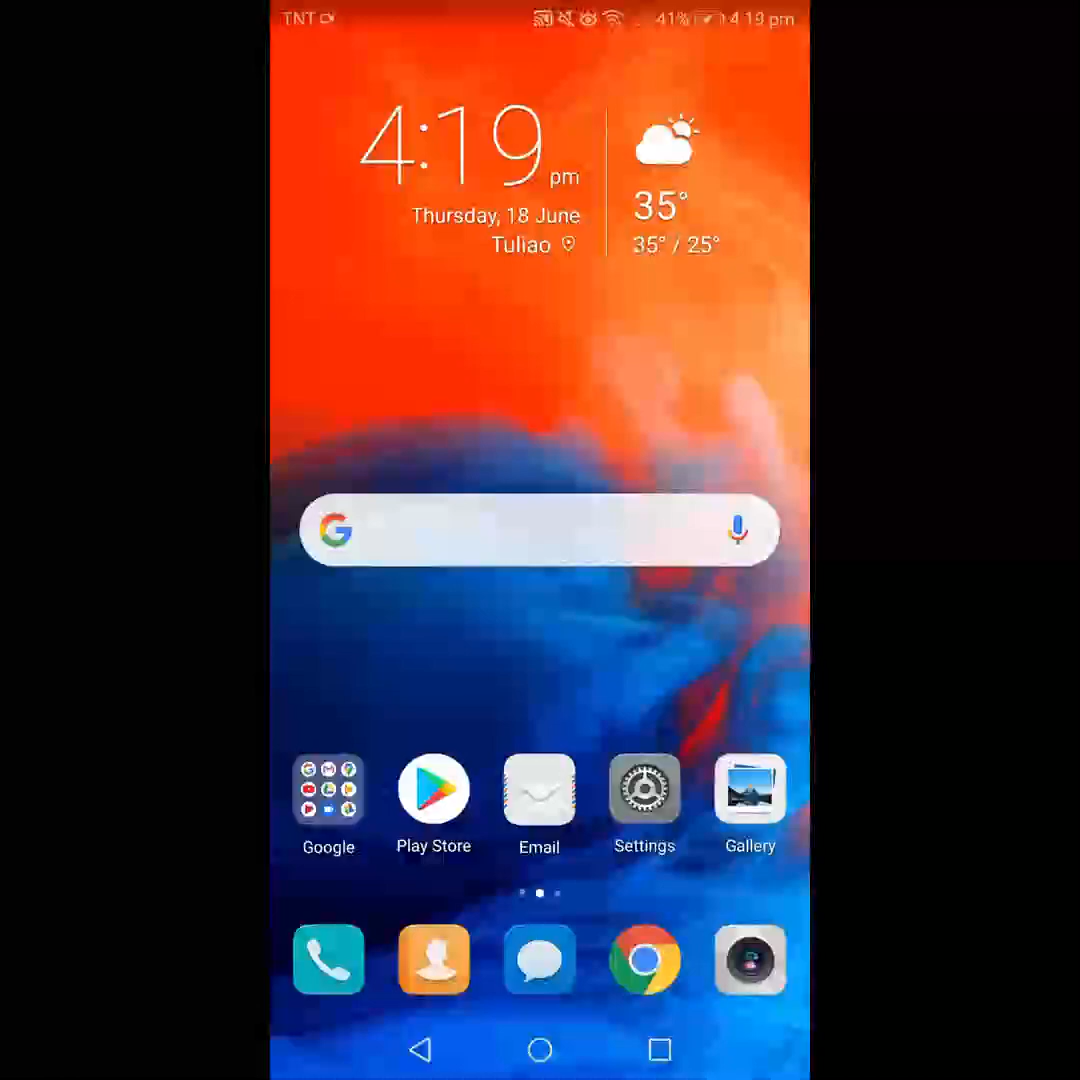 TNT
41%
4:19 pm
4:19 pm
Thursday, 18 June
Tuliao
35°
35° / 25°
G
Google
Play Store
Email
Settings
Gallery